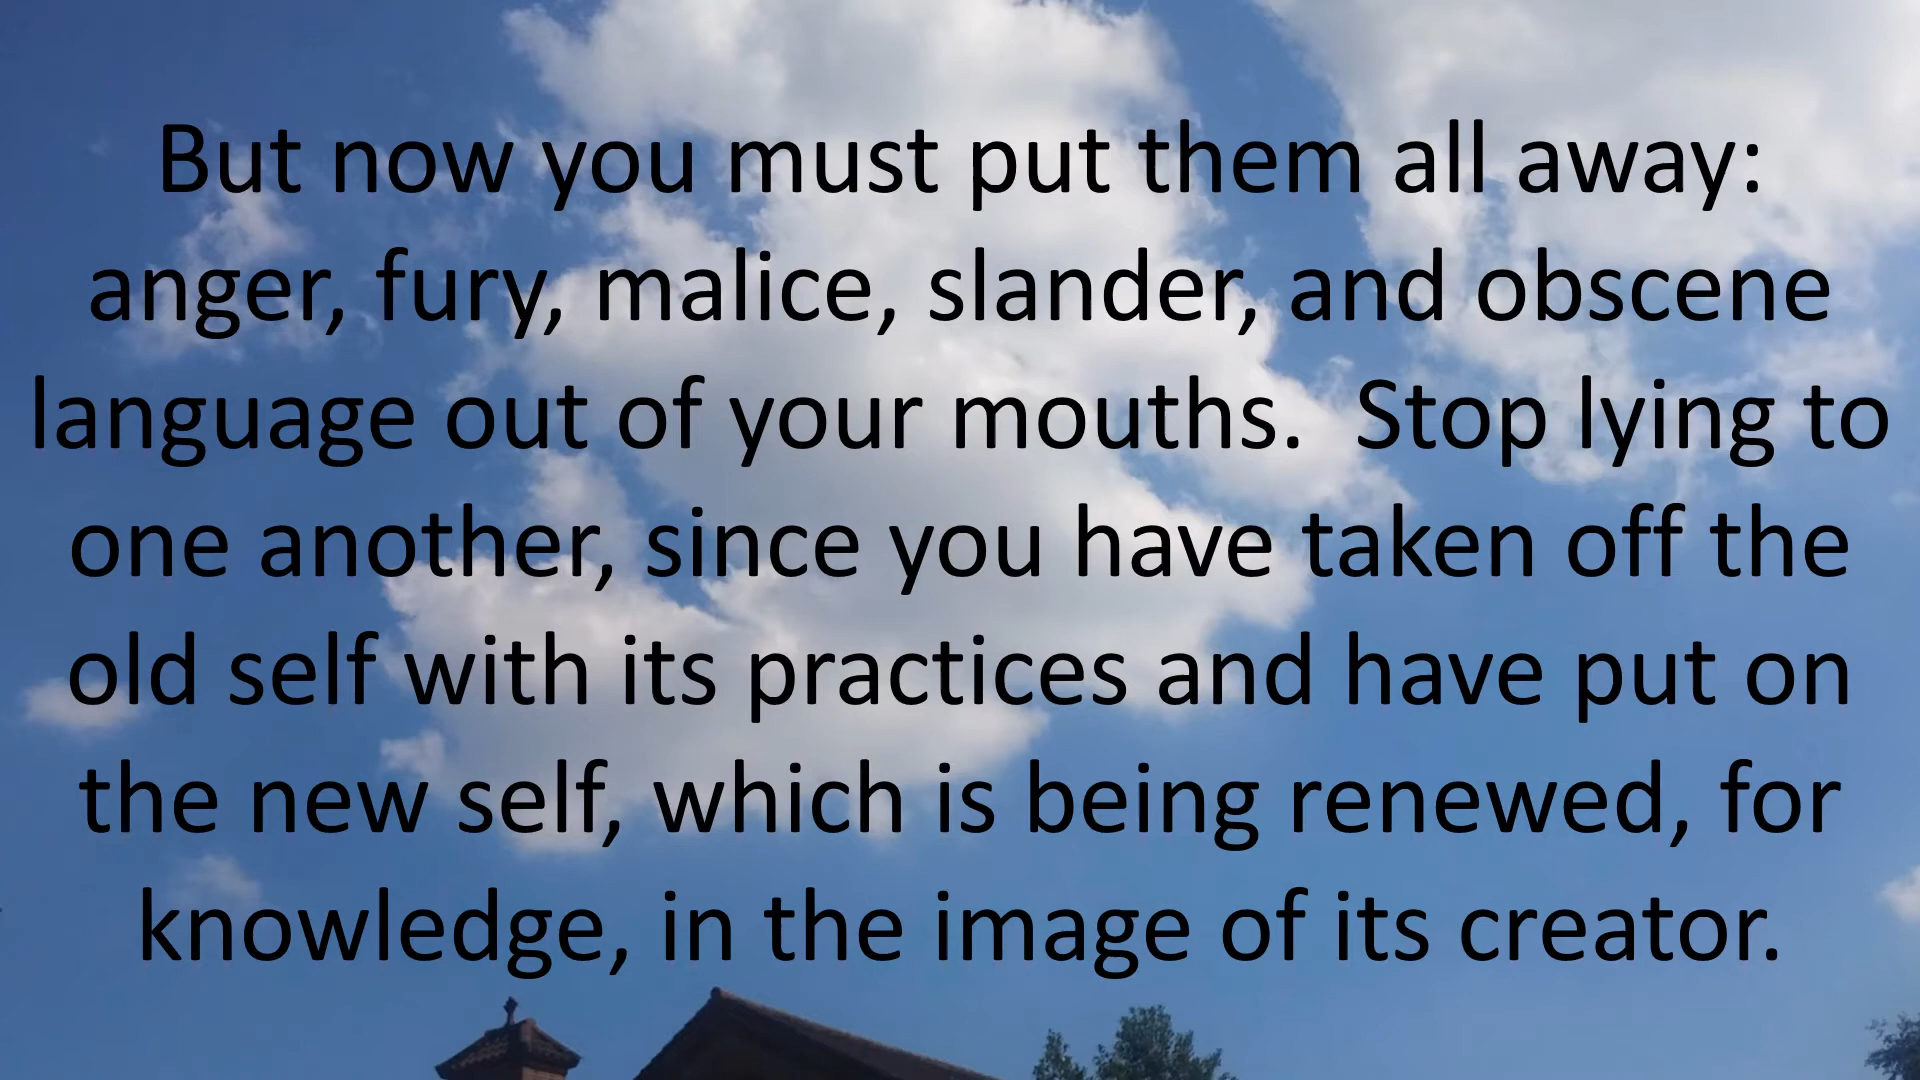 But now you must put them all away:
anger, fury, malice, slander, and obscene
language out of your mouths.  Stop lying to
one another, since you have taken off the
old self with its practices and have put on
the new self, which is being renewed, for
knowledge, in the image of its creator.